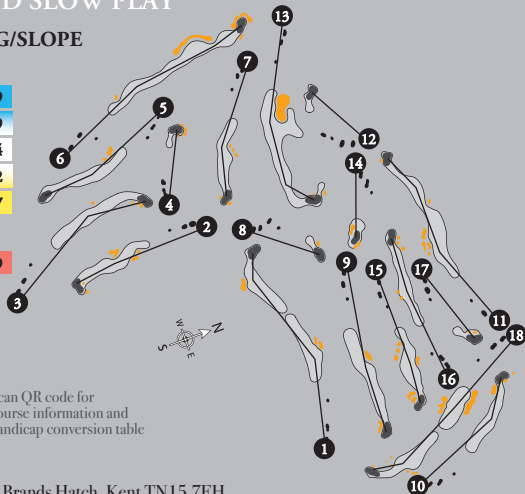 SLOW PLAY
G/SLOPE
13
7
5
6
12
14
4
2
8
9
15
17
3
11
18
W
N
S
E
16
1
10
can QR code for
ourse information and
andicap conversion table
Brands Hatch, Kent TN15 7EH